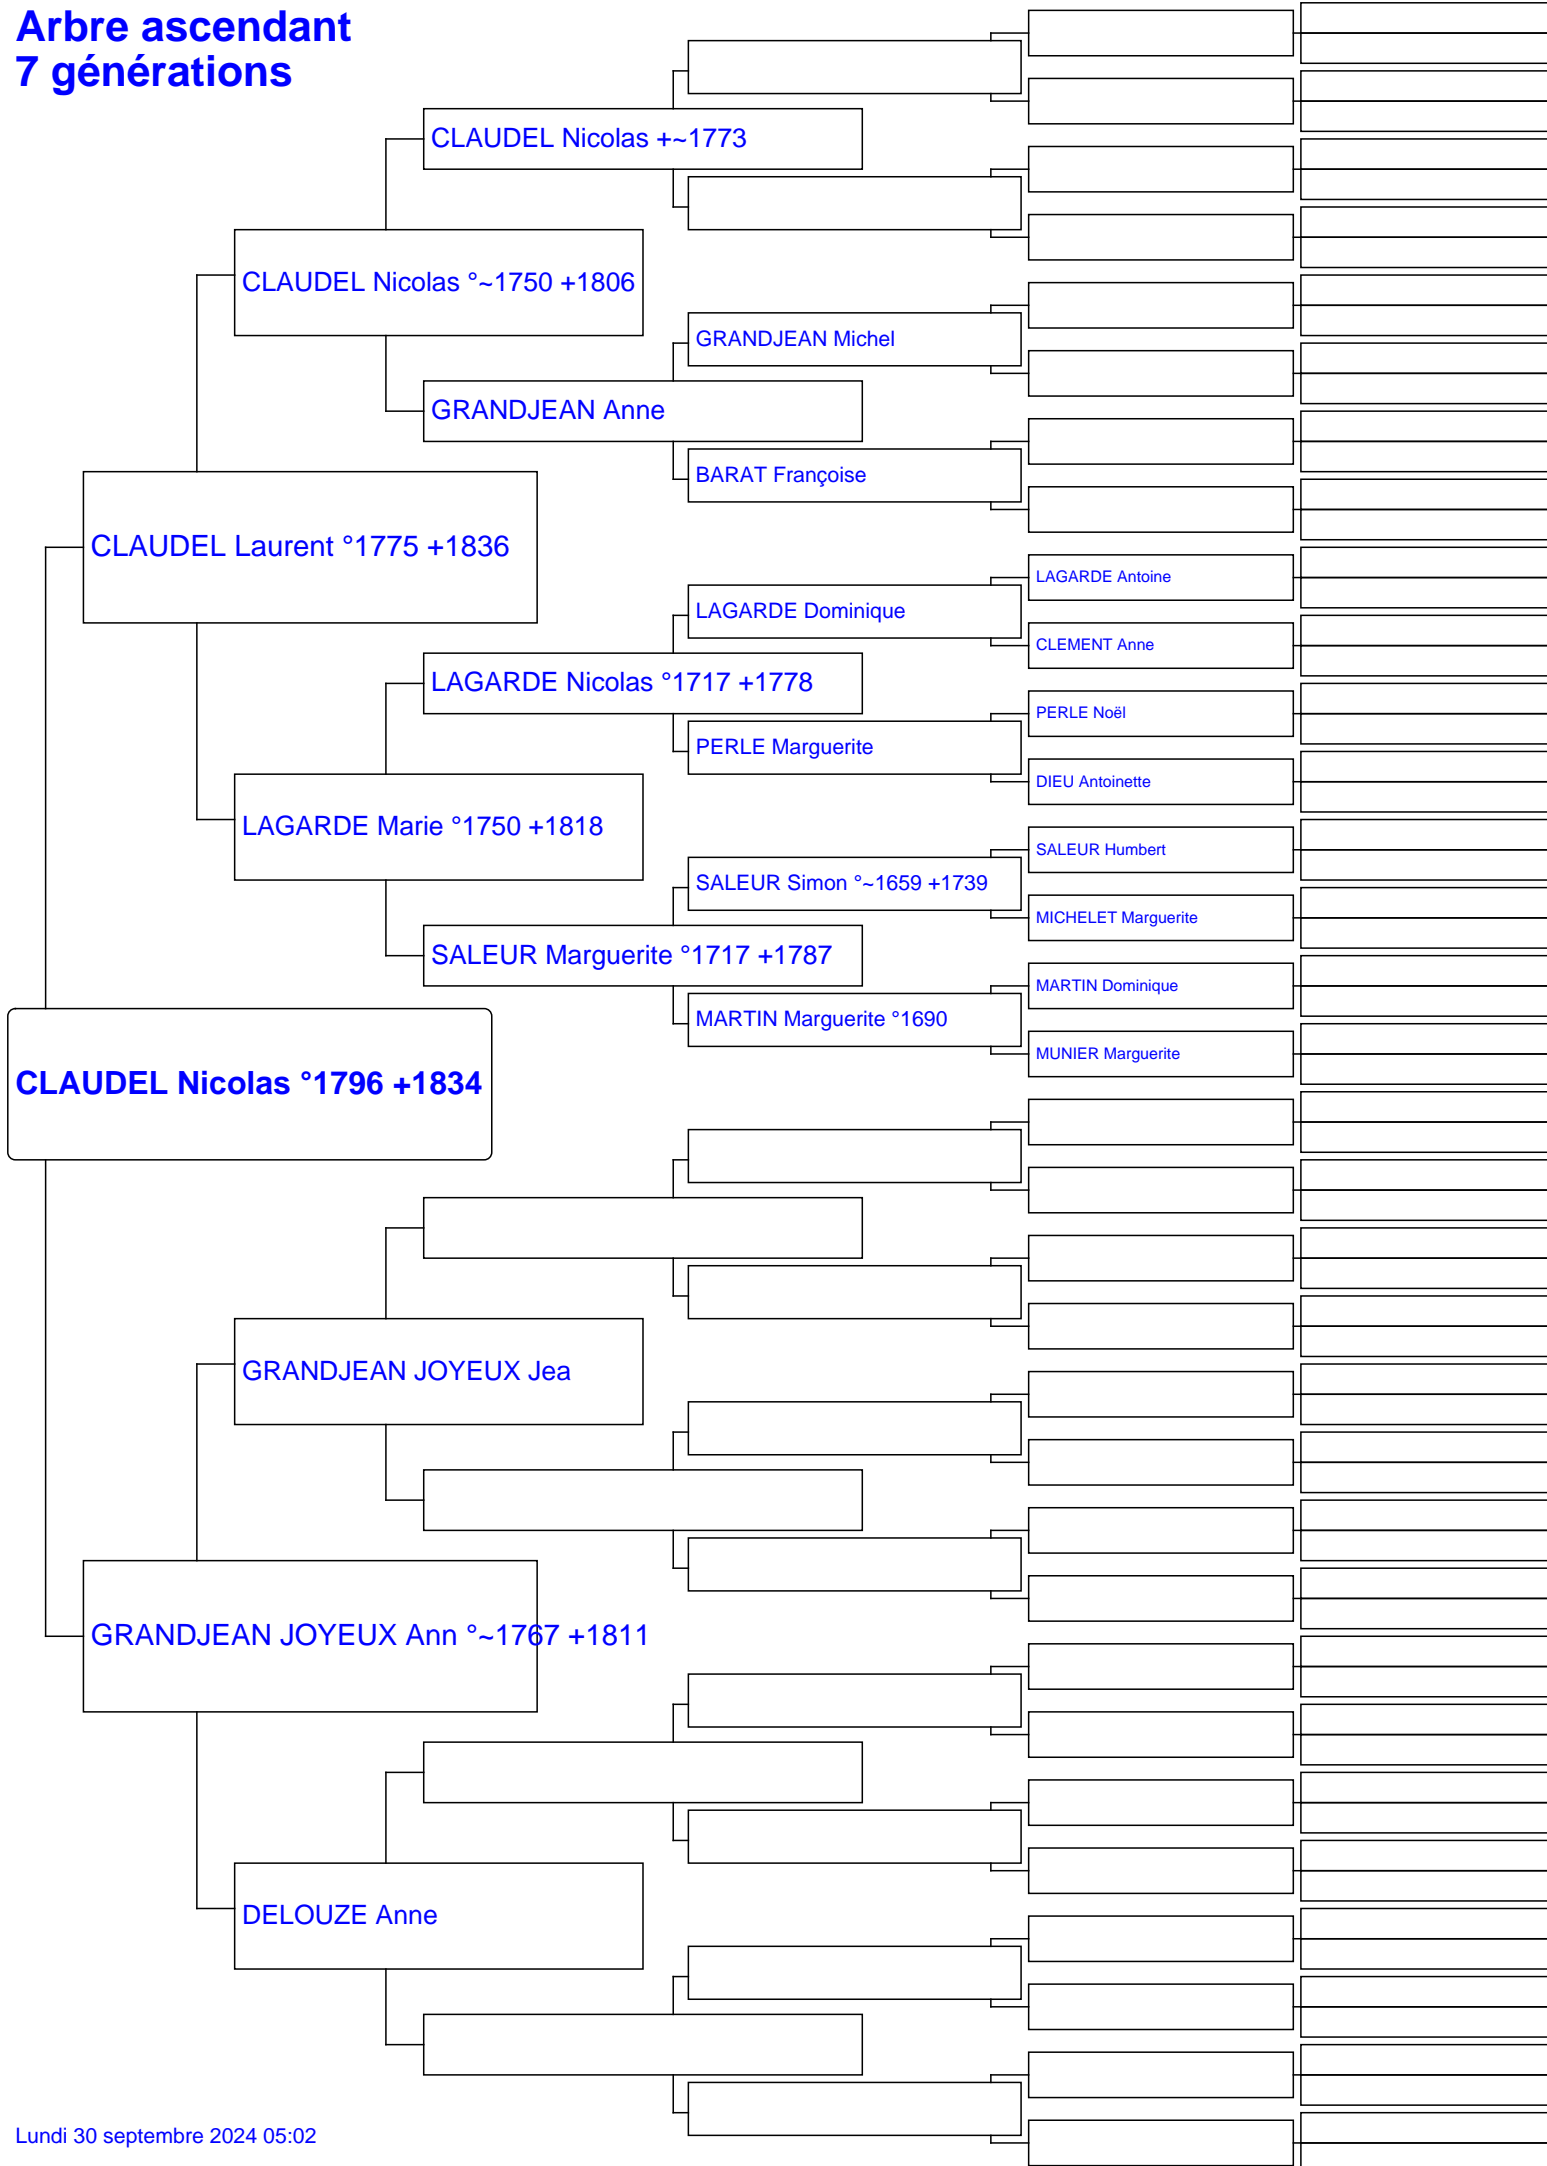 Arbre ascendant
7 générations
CLAUDEL Nicolas +~1773
CLAUDEL Nicolas °~1750 +1806
GRANDJEAN Michel
GRANDJEAN Anne
BARAT Françoise
CLAUDEL Laurent °1775 +1836
LAGARDE Antoine
LAGARDE Dominique
CLEMENT Anne
LAGARDE Nicolas °1717 +1778
PERLE Noël
PERLE Marguerite
DIEU Antoinette
LAGARDE Marie °1750 +1818
SALEUR Humbert
SALEUR Simon °~1659 +1739
MICHELET Marguerite
SALEUR Marguerite °1717 +1787
MARTIN Dominique
MARTIN Marguerite °1690
MUNIER Marguerite
CLAUDEL Nicolas °1796 +1834
GRANDJEAN JOYEUX Jea
GRANDJEAN JOYEUX Ann °~1767 +1811
DELOUZE Anne
Lundi 30 septembre 2024 05:02